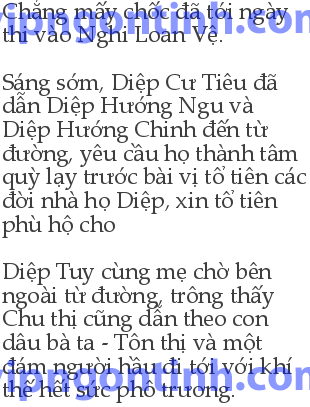 Chẳng mấy chốc đã tới ngày
thi vào Nghi Loan Vệ.
Sáng sớm, Diệp Cư Tiêu đã
dẫn Diệp Hướng Ngu và
Diệp Hướng Chinh đến từ
đường, yêu cầu họ thành tâm
quỳ lạy trước bài vị tổ tiên các
đời nhà họ Diệp, xin tổ tiên
phù hộ cho
Diệp Tuy cùng mẹ chờ bên
ngoài từ đường, trông thấy
Chu thị cũng dẫn theo con
dâu bà ta - Tôn thị và một
đám người hầu đi tới với khí
thế hết sức phô trương.
vipngontinh.com
vipngontinh.com